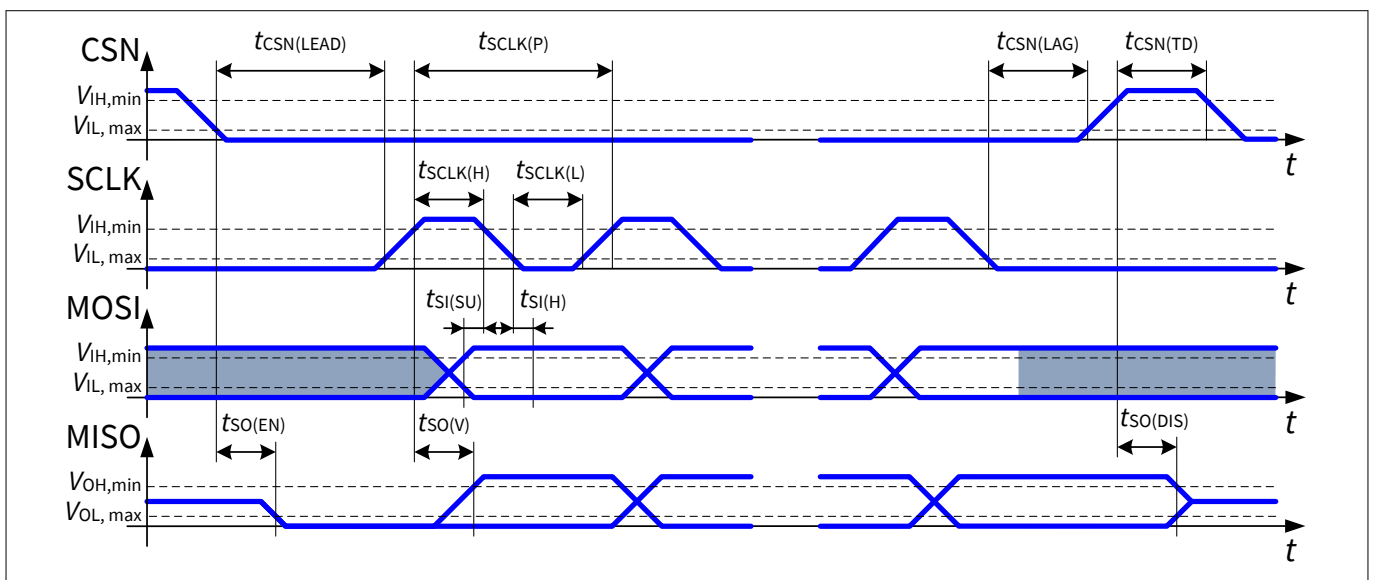 CSN
tCSN(LEAD)
tSCLK(P)
tCSN(LAG)
tCSN(TD)
VIH,min
VIL, max
t
SCLK
tSCLK(H)
tSCLK(L)
VIH,min
VIL, max
t
MOSI
tSI(SU)
tSI(H)
VIH,min
VIL, max
t
MISO
tSO(EN)
tSO(V)
tSO(DIS)
VOH,min
VOL, max
t